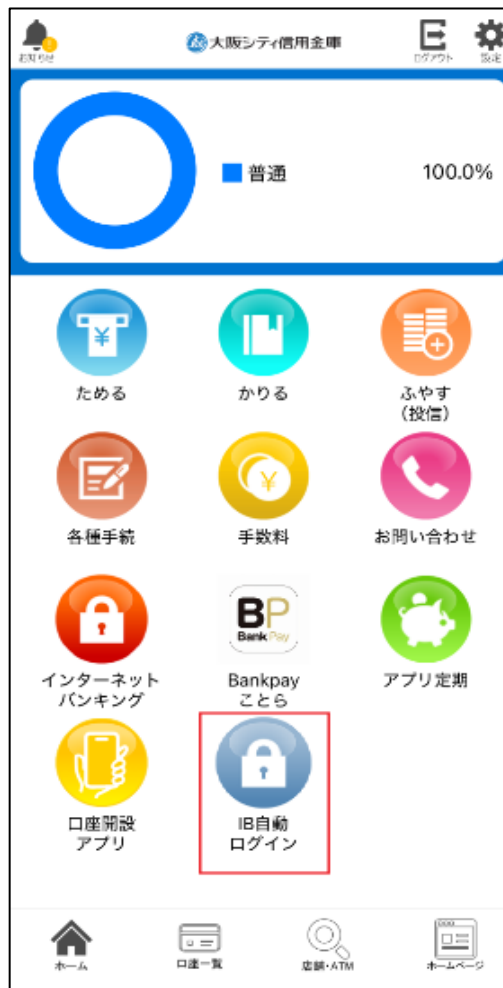 お知らせ
大阪シティ信用金庫
ログアウト
設定
普通 100.0%
ためる
かりる
ふやす
(投信)
各種手続
手数料
お問い合わせ
インターネット
バンキング
BP
Bank Pay
Bankpay
ことら
アプリ定期
口座開設
アプリ
IB自動
ログイン
ホーム
口座一覧
店舗・ATM
ホームページ